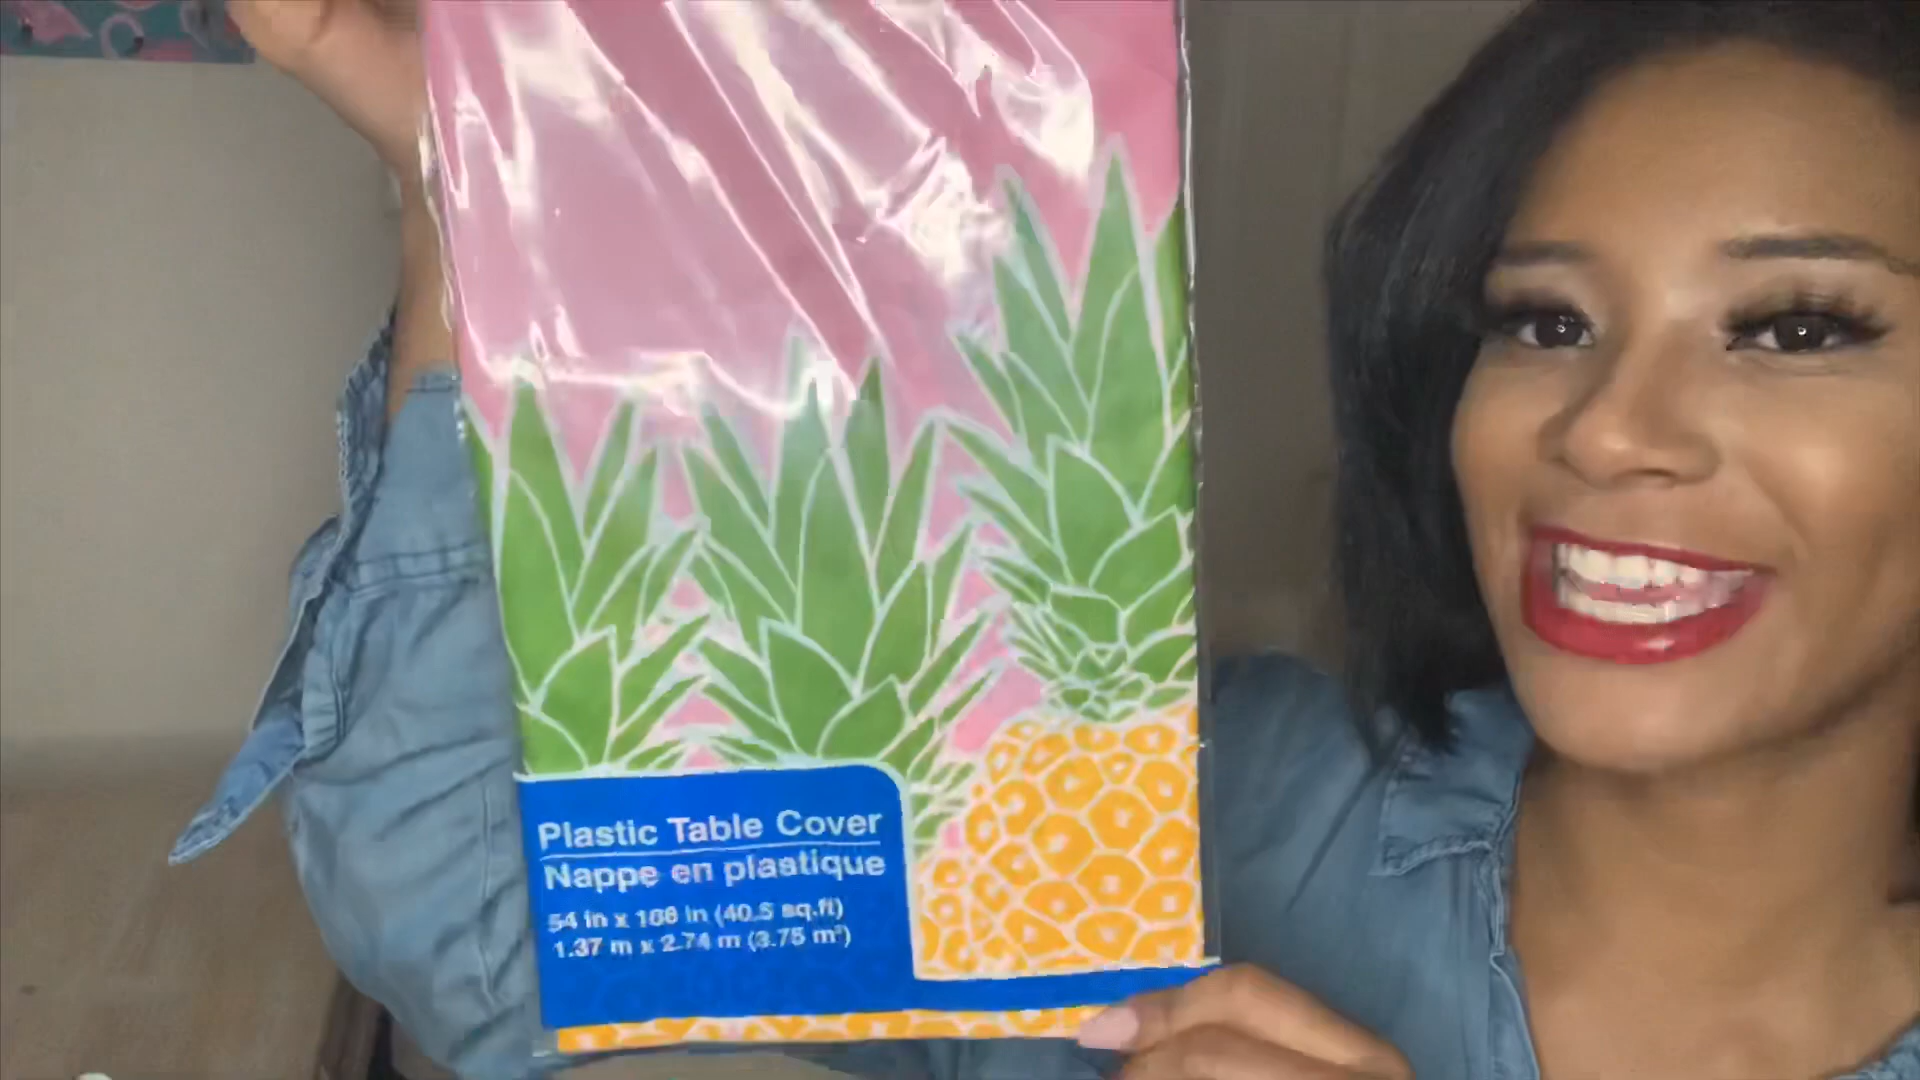 Plastic Table Cover
Nappe en plastique
54 in x 108 in (40.5 sq.ft)
1.37 m x 2.74 m (3.75 m²)